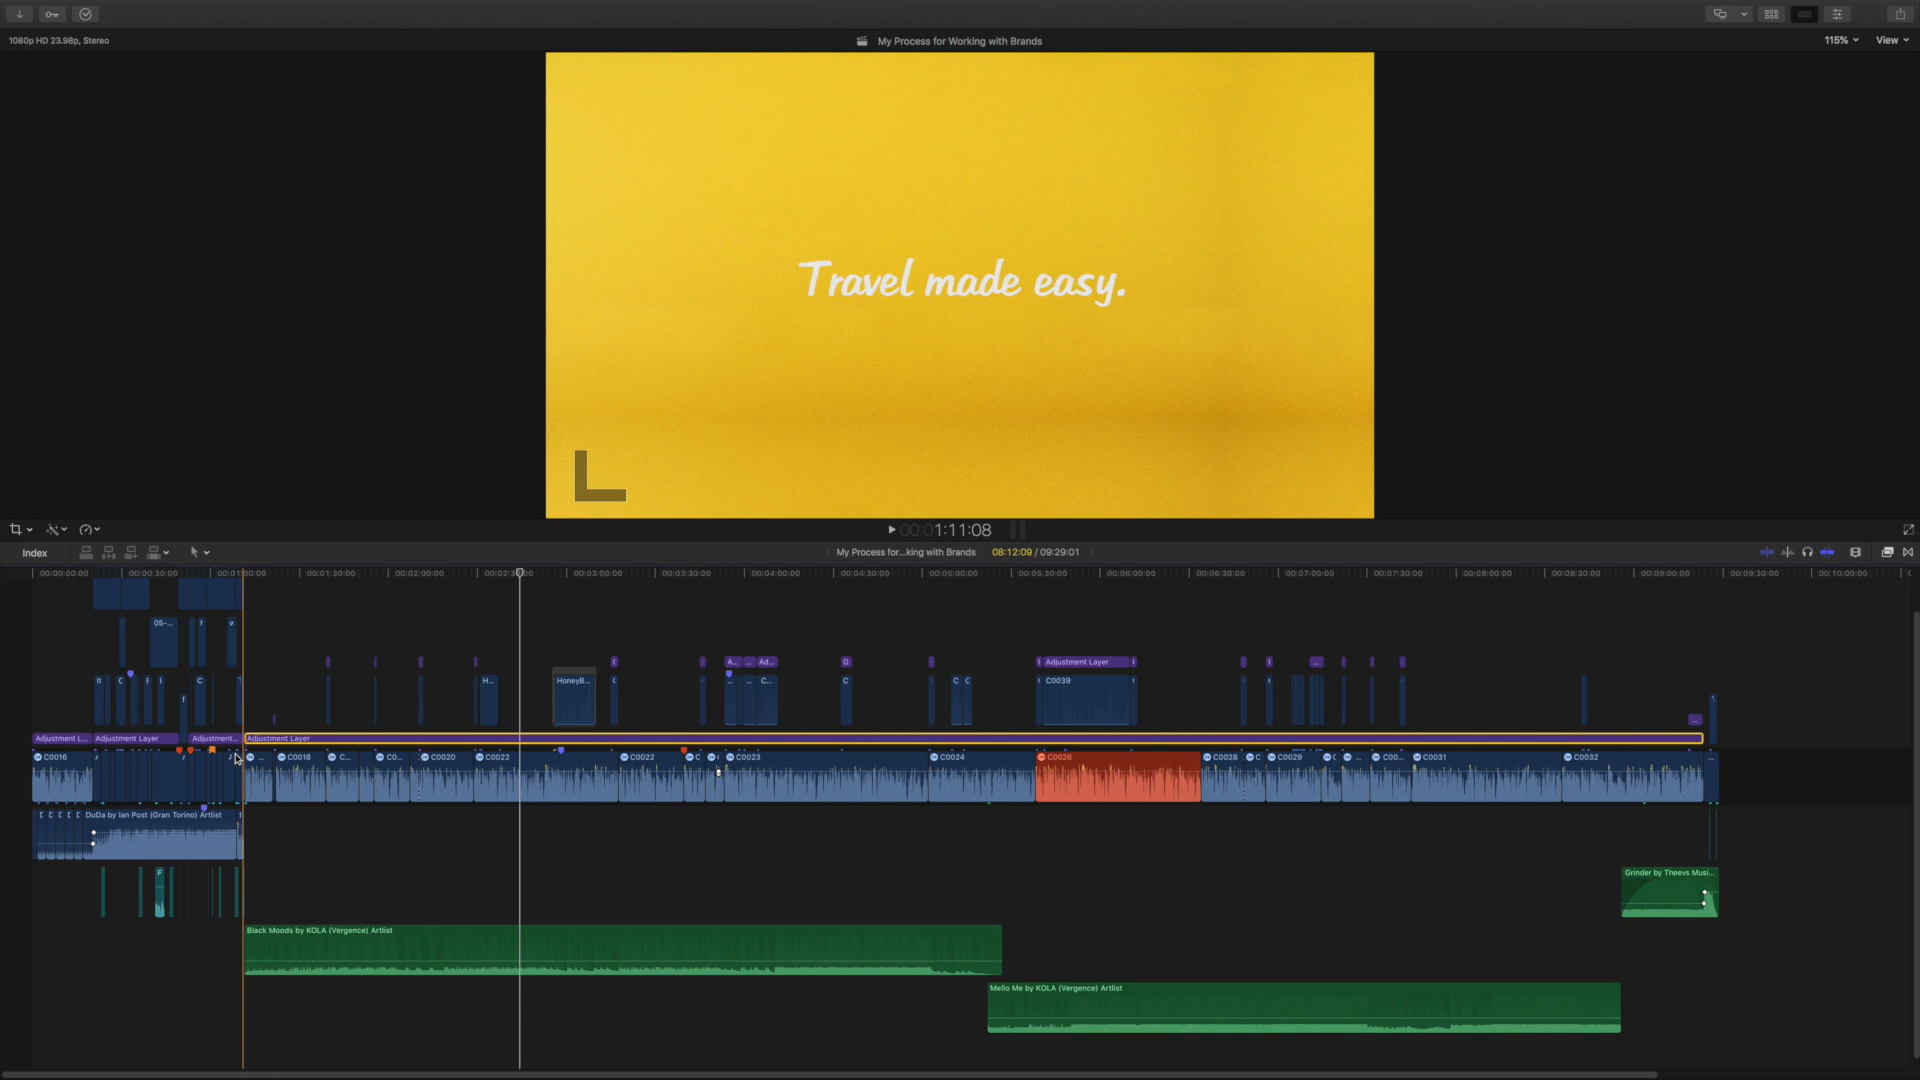 1080p HD 23.98p, Stereo
My Process for Working with Brands
115%
View
Travel made easy.
00:01:11:08
Index
My Process for...king with Brands
08:12:09 / 09:29:01
00:00:00:00
00:00:30:00
00:01:00:00
00:01:30:00
00:02:00:00
00:02:30:00
00:03:00:00
00:03:30:00
00:04:00:00
00:04:30:00
00:05:00:00
00:05:30:00
00:06:00:00
00:06:30:00
00:07:00:00
00:07:30:00
00:08:00:00
00:08:30:00
00:09:00:00
00:09:30:00
00:10:00:00
05-...
A...
...
Ad...
G
Adjustment Layer
...
C
C
H...
HoneyB...
...
...
C...
C
C
C
C0039
Adjustment L...
Adjustment Layer
Adjustment...
Adjustment Layer
...
C0016
...
C0018
C...
C0...
C0020
C0022
C0022
C
C0023
C0024
C0026
C0028
C
C0029
...
C00...
C0031
C0032
...
DuDa by Ian Post (Gran Torino) Artlist
F
Grinder by Theevs Musi...
Black Moods by KOLA (Vergence) Artlist
Mello Me by KOLA (Vergence) Artlist